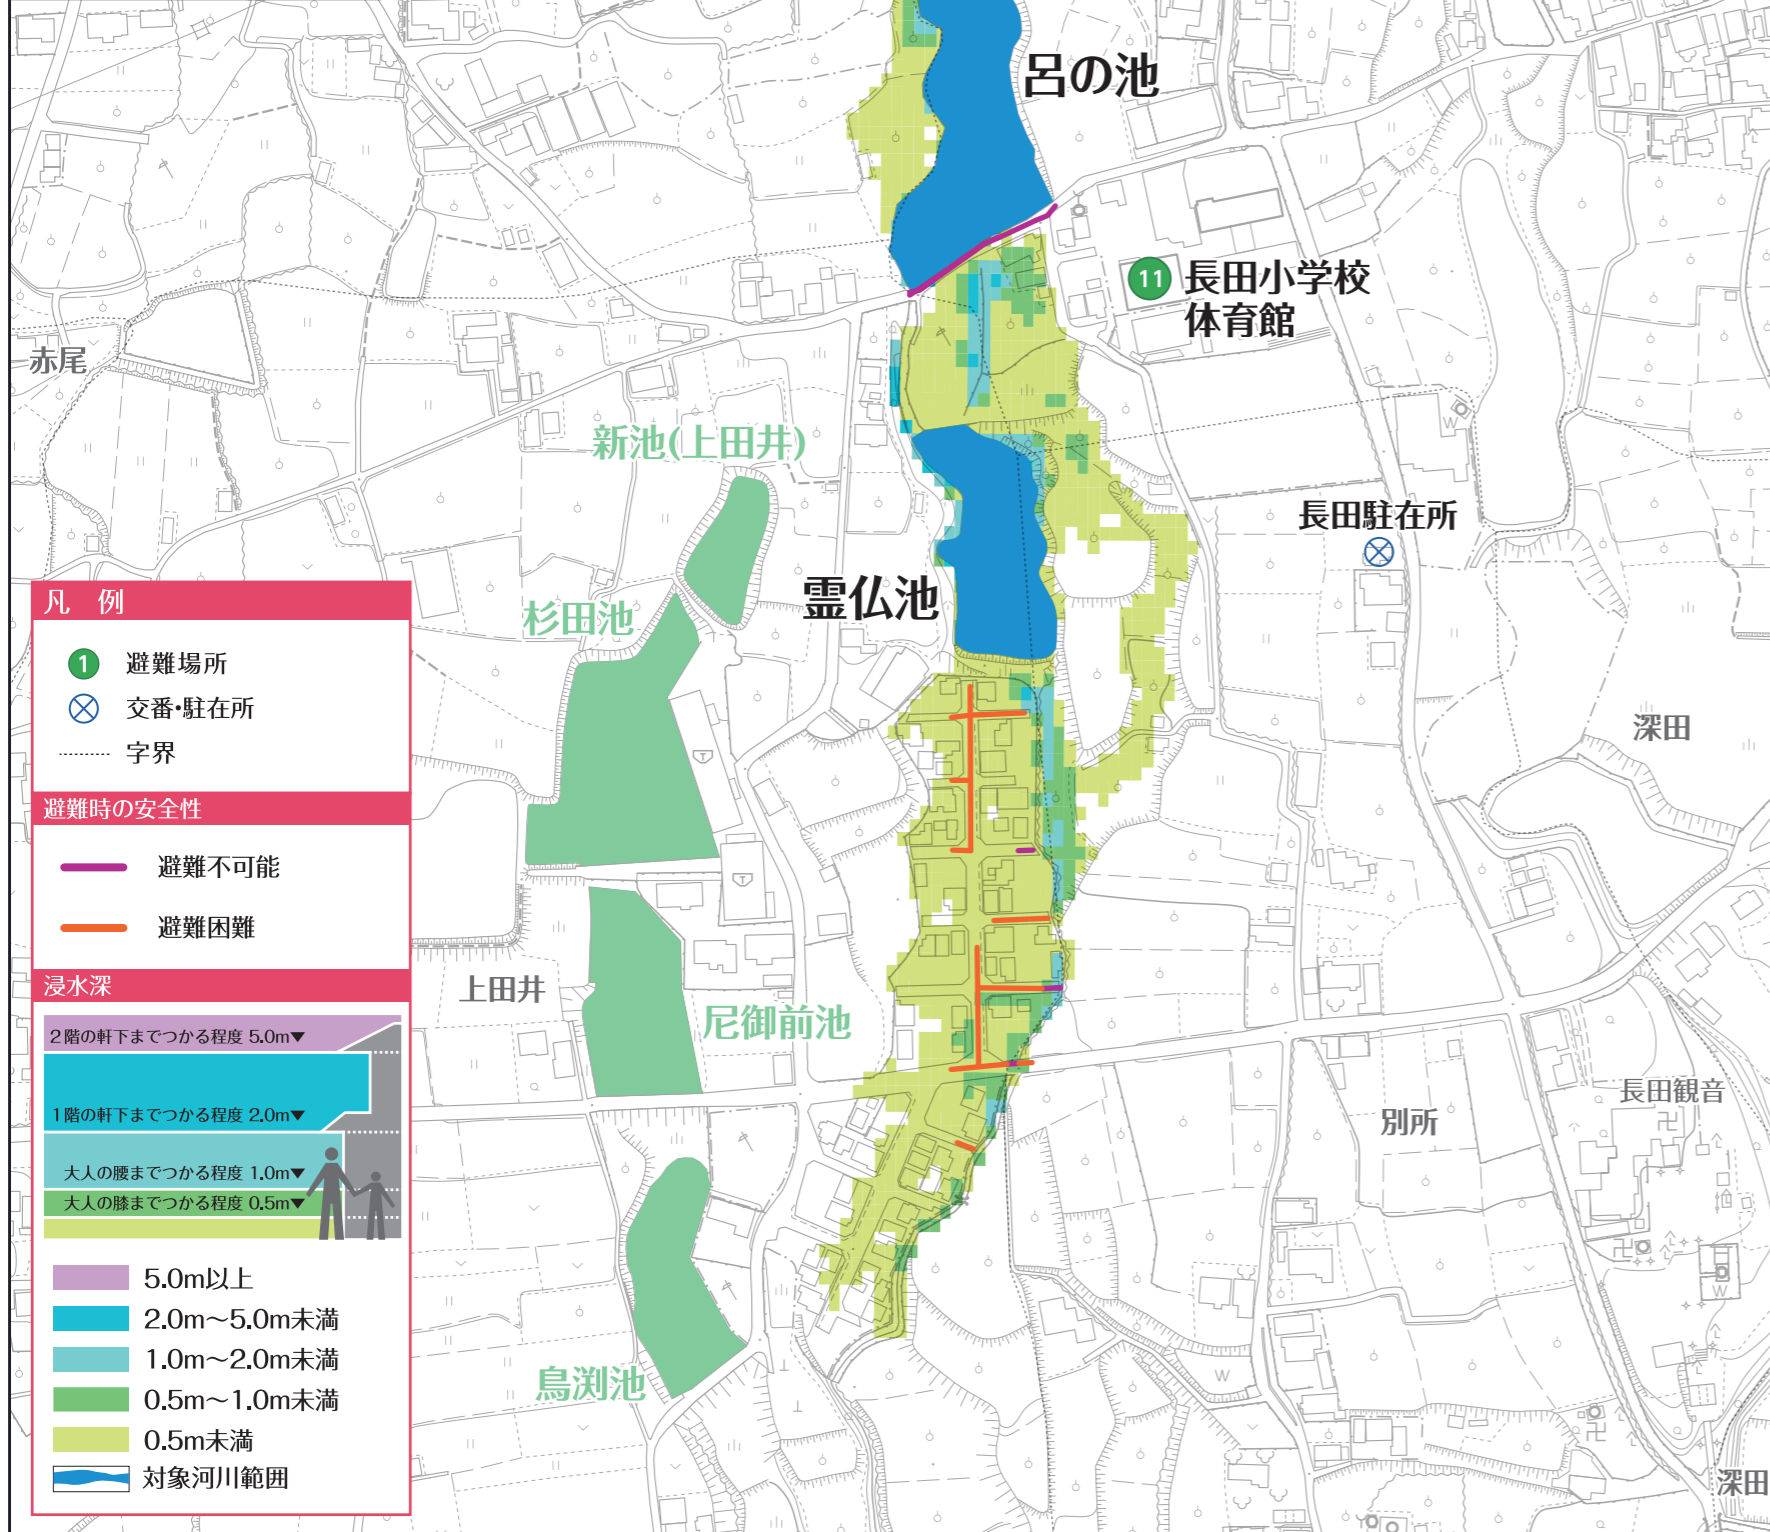 呂の池
11
長田小学校
体育館
赤尾
新池(上田井)
長田駐在所
杉田池
霊仏池
深田
上田井
尼御前池
長田観音
別所
鳥渕池
深田
凡 例
1 避難場所
交番・駐在所
字界
避難時の安全性
避難不可能
避難困難
浸水深
2階の軒下までつかる程度 5.0m▼
1階の軒下までつかる程度 2.0m▼
大人の腰までつかる程度 1.0m▼
大人の膝までつかる程度 0.5m▼
5.0m以上
2.0m〜5.0m未満
1.0m〜2.0m未満
0.5m〜1.0m未満
0.5m未満
対象河川範囲